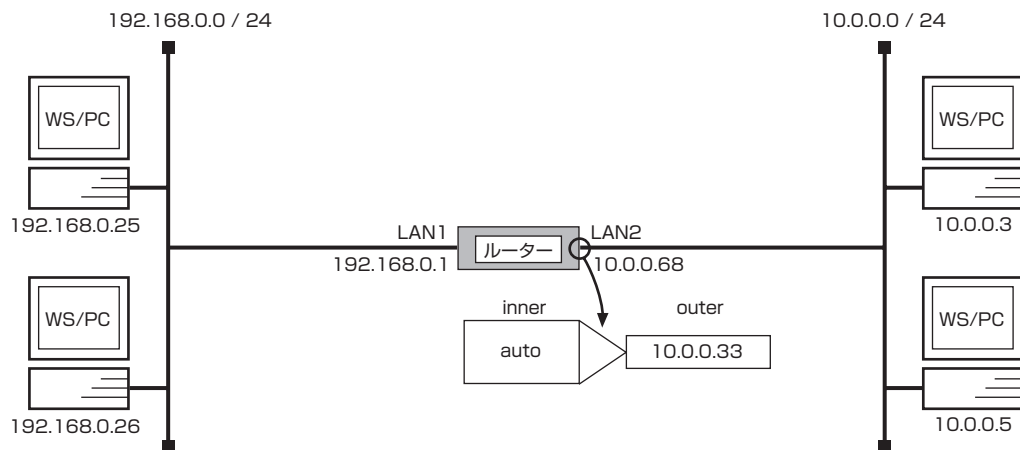 192.168.0.0 / 24
10.0.0.0 / 24
WS/PC
WS/PC
192.168.0.25
10.0.0.3
LAN1
LAN2
ルーター
192.168.0.1
10.0.0.68
inner
outer
WS/PC
WS/PC
auto
10.0.0.33
192.168.0.26
10.0.0.5